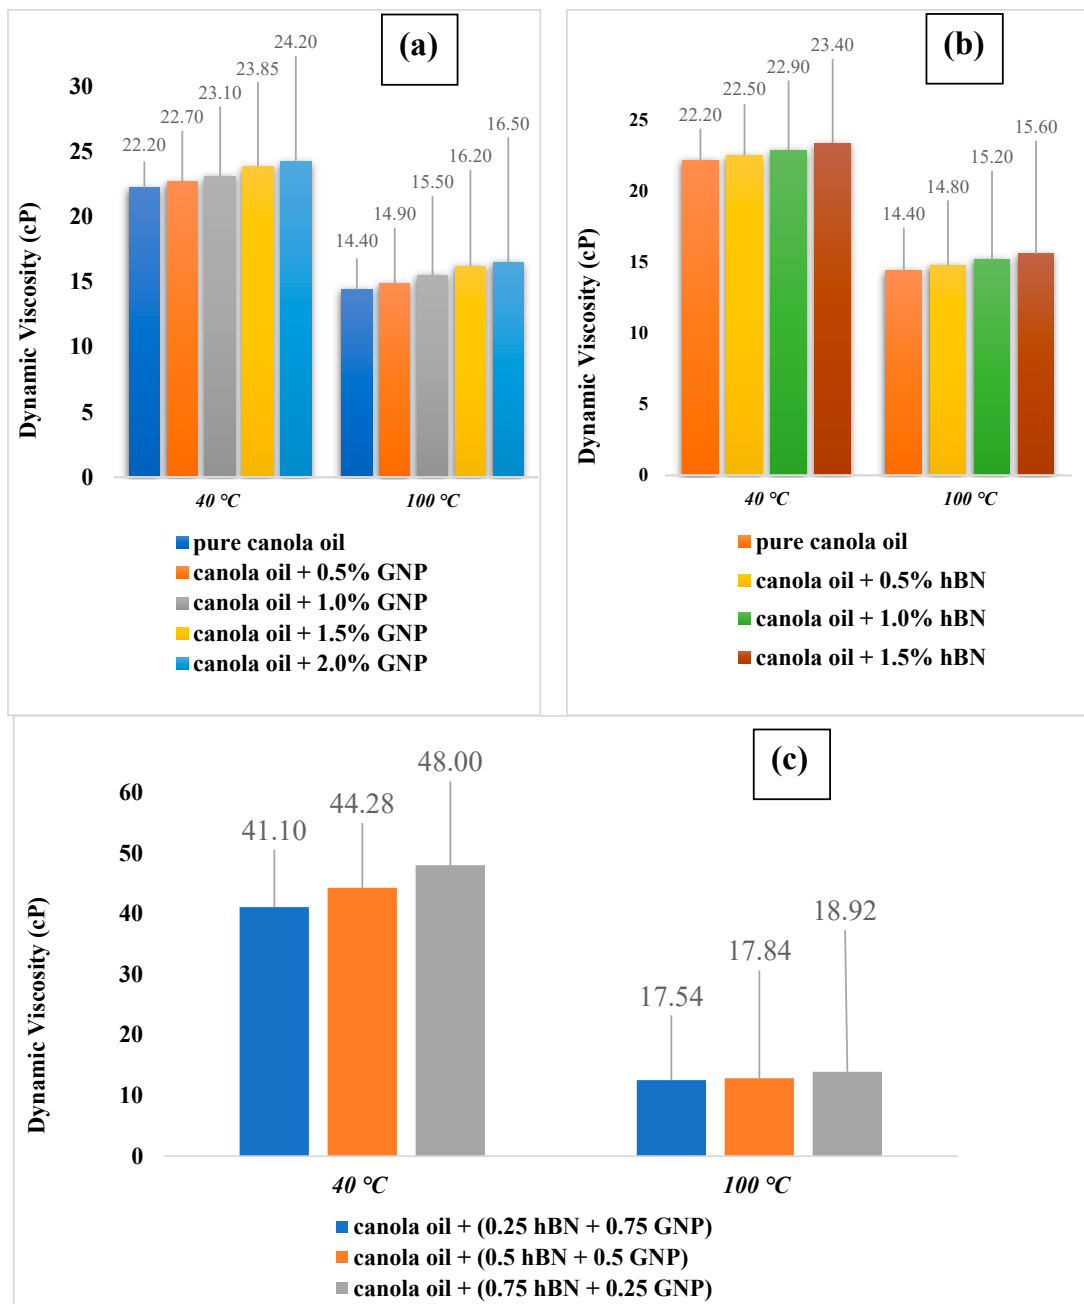 (a)
24.20
23.85
23.10
22.70
22.20
16.50
16.20
15.50
14.90
14.40
30
25
20
15
10
5
0
Dynamic Viscosity (cP)
40 °C
100 °C
pure canola oil
canola oil + 0.5% GNP
canola oil + 1.0% GNP
canola oil + 1.5% GNP
canola oil + 2.0% GNP
(b)
23.40
22.90
22.50
22.20
15.60
15.20
14.80
14.40
25
20
15
10
5
0
Dynamic Viscosity (cP)
40 °C
100 °C
pure canola oil
canola oil + 0.5% hBN
canola oil + 1.0% hBN
canola oil + 1.5% hBN
(c)
48.00
44.28
41.10
18.92
17.84
17.54
60
50
40
30
20
10
0
Dynamic Viscosity (cP)
40 °C
100 °C
canola oil + (0.25 hBN + 0.75 GNP)
canola oil + (0.5 hBN + 0.5 GNP)
canola oil + (0.75 hBN + 0.25 GNP)